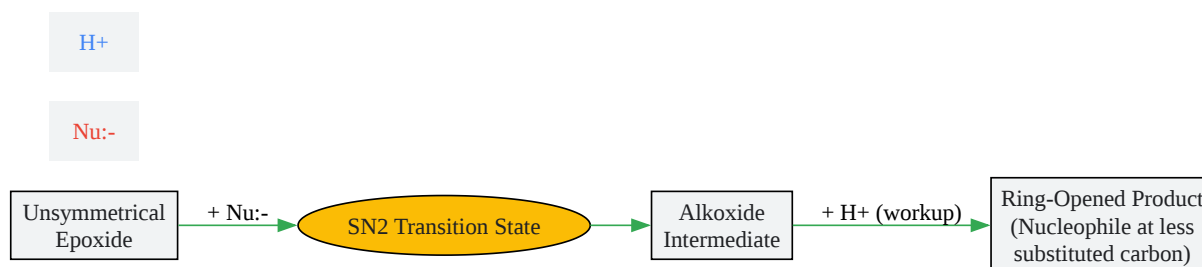 H+
Nu:-
Unsymmetrical
Epoxide
+ Nu:-
SN2 Transition State
Alkoxide
Intermediate
+ H+ (workup)
Ring-Opened Product
(Nucleophile at less
substituted carbon)